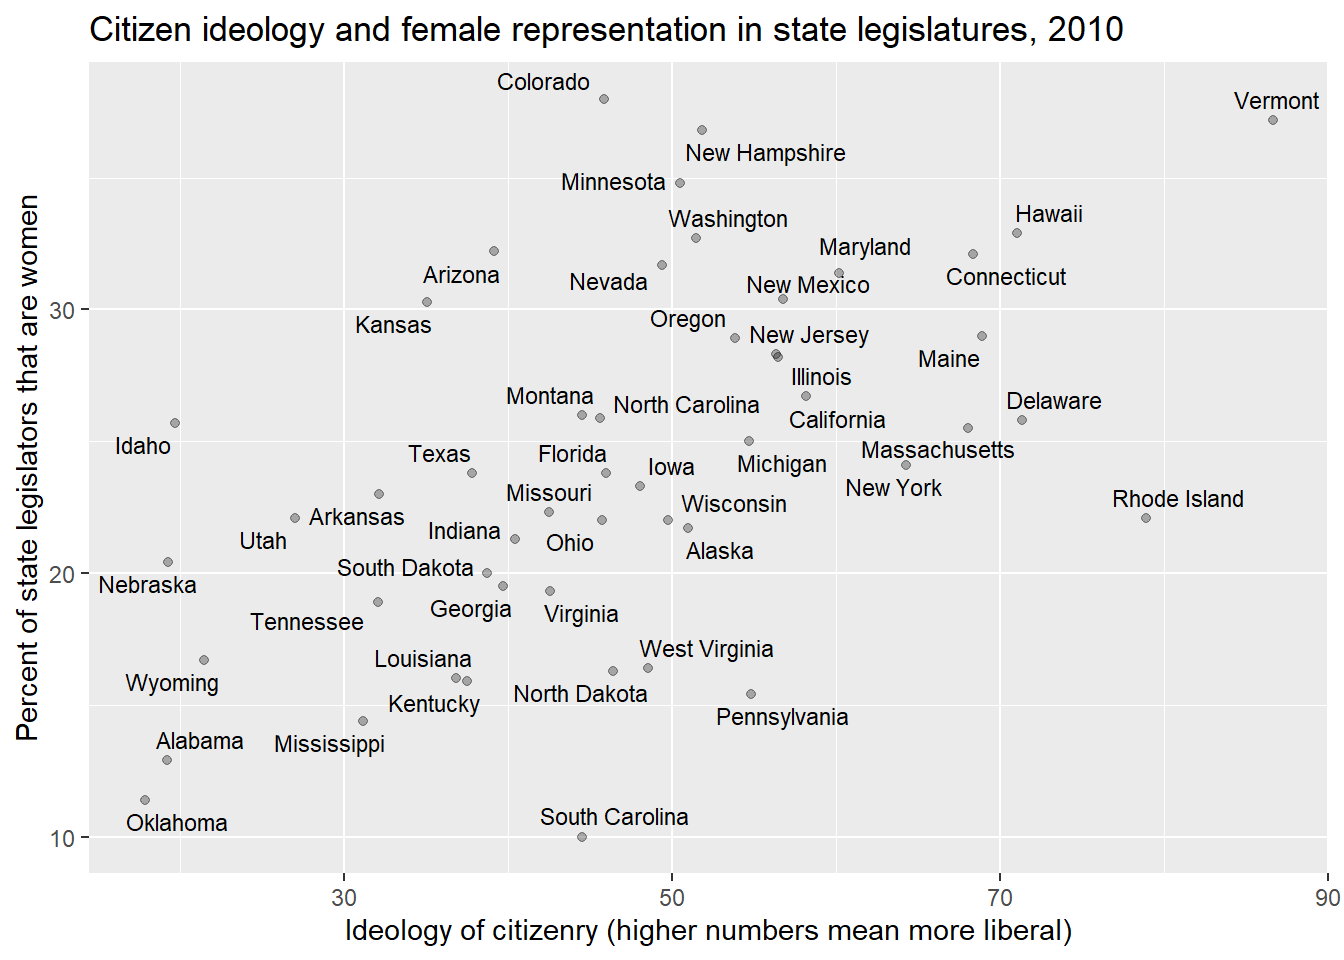 Citizen ideology and female representation in state legislatures, 2010
Colorado
Vermont
New Hampshire
Minnesota
Washington
Hawaii
Maryland
Arizona
Nevada
New Mexico
Connecticut
30
Kansas
Oregon
New Jersey
Maine
Illinois
Montana
North Carolina
Delaware
California
Idaho
Texas
Florida
Iowa
Michigan
Massachusetts
New York
Missouri
Wisconsin
Rhode Island
Arkansas
Utah
Indiana
Ohio
Alaska
20
Nebraska
South Dakota
Georgia
Virginia
Tennessee
Louisiana
West Virginia
Wyoming
Kentucky
North Dakota
Pennsylvania
Alabama
Mississippi
Oklahoma
South Carolina
10
30
50
70
90
Ideology of citizenry (higher numbers mean more liberal)
Percent of state legislators that are women